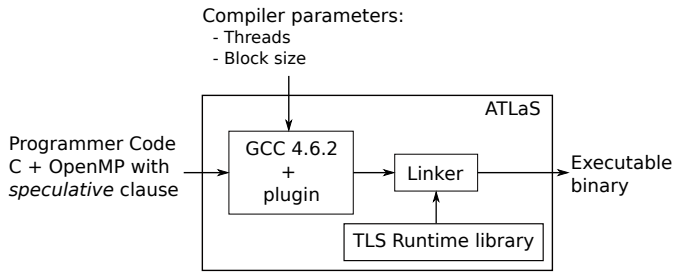 Compiler parameters:
- Threads
- Block size
ATLaS
Programmer Code
C + OpenMP with
speculative clause
GCC 4.6.2
+
plugin
Linker
Executable
binary
TLS Runtime library